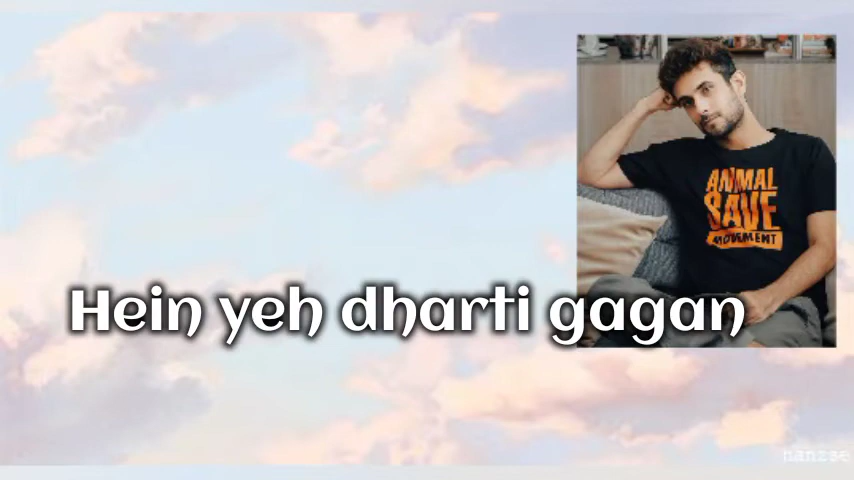 ANIMAL
SAVE
MOVEMENT
Hein yeh dharti gagan
nanzse